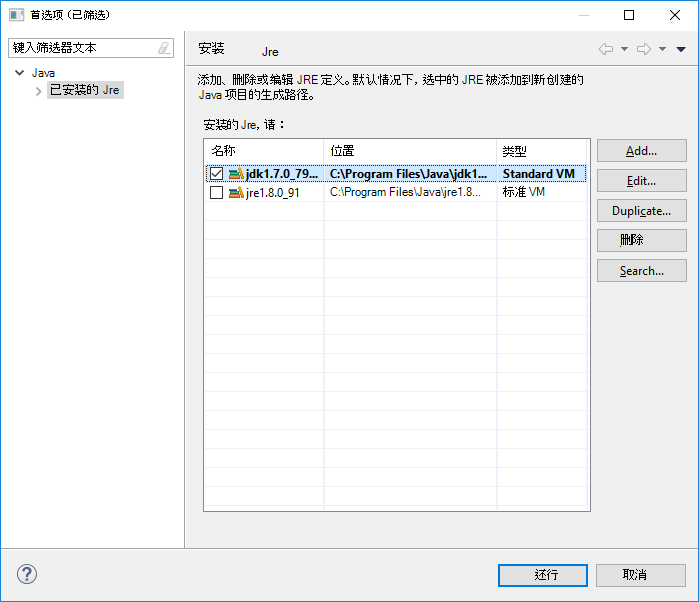 首选项 (已筛选)
键入筛选器文本
Java
已安装的 Jre
安装 Jre
添加、删除或编辑 JRE 定义。默认情况下, 选中的 JRE 被添加到新创建的
Java 项目的生成路径。
安装的 Jre, 请：
名称 位置 类型
jdk1.7.0_79... C:\Program Files\Java\jdk1... Standard VM
jre1.8.0_91 C:\Program Files\Java\jre1.8... 标准 VM
Add...
Edit...
Duplicate...
删除
Search...
还行 取消